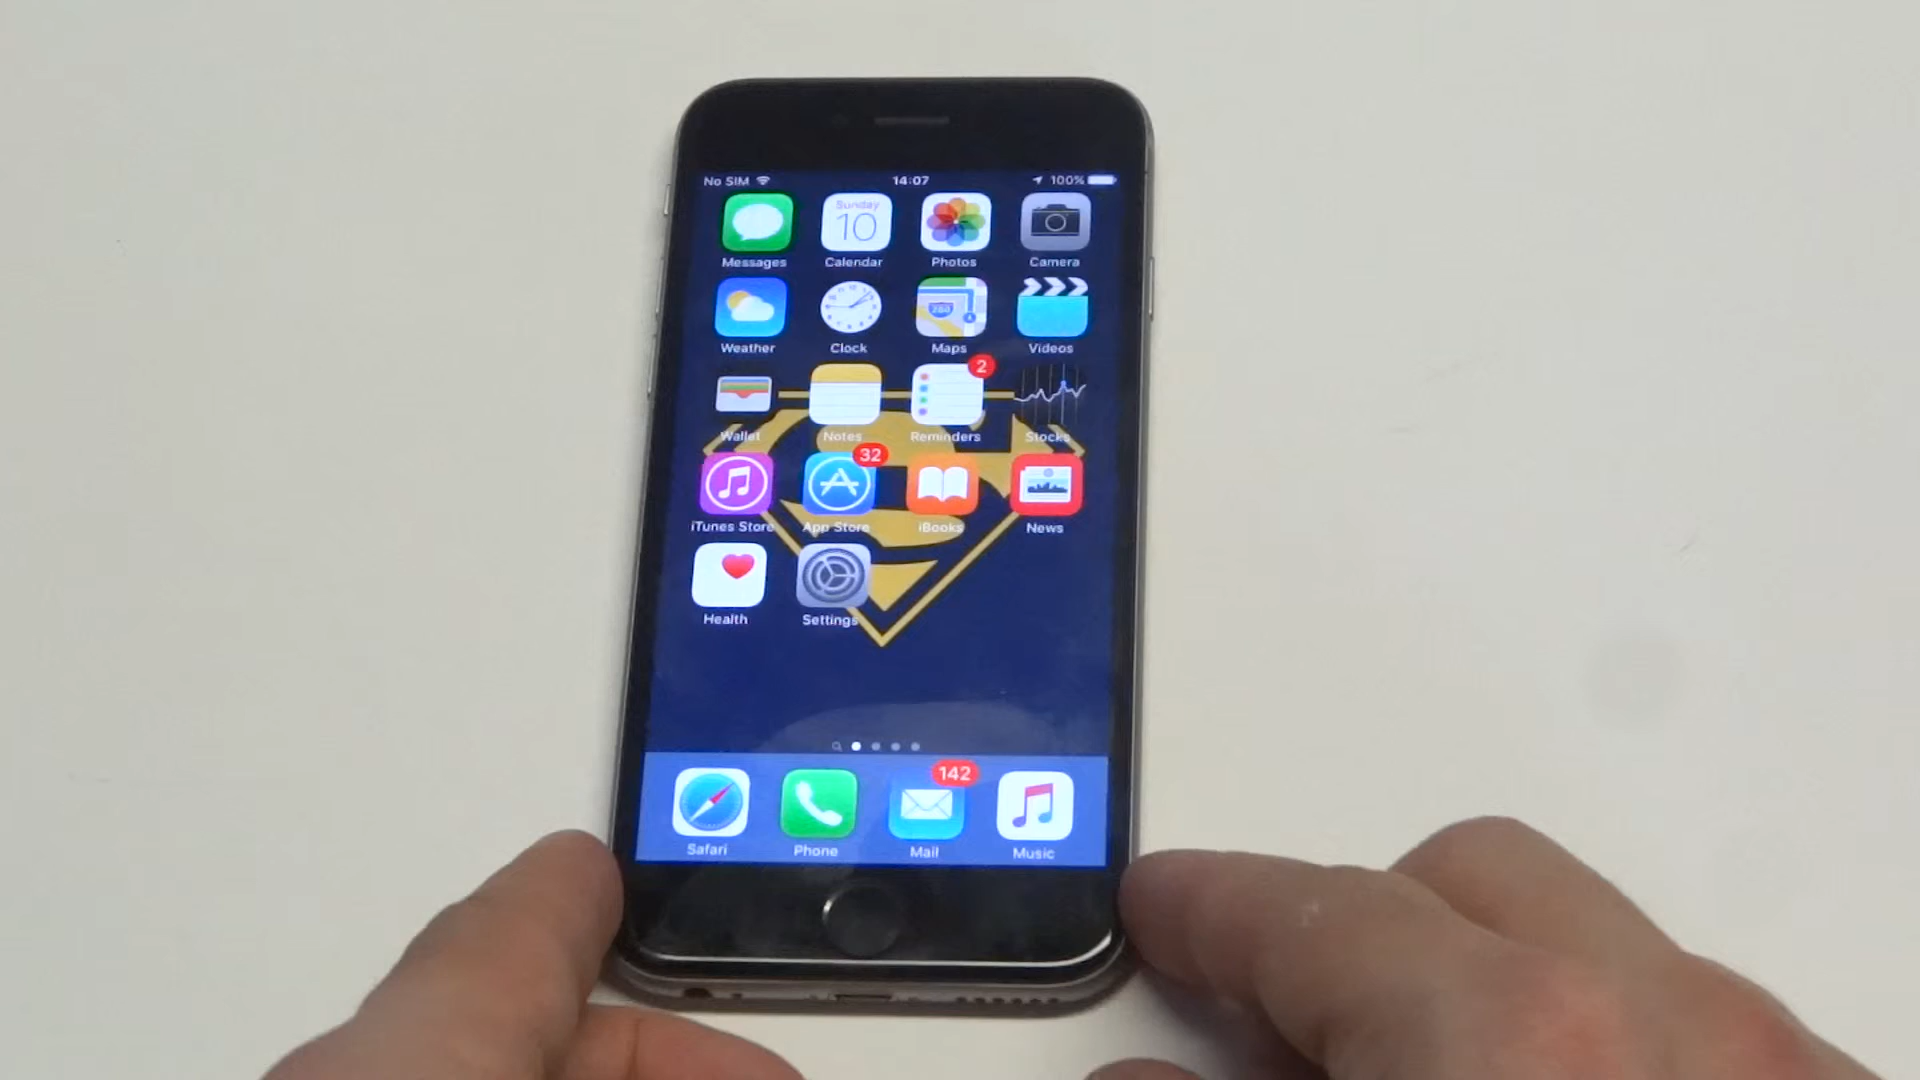 No SIM 14:07 100%
Sunday
10
Messages Calendar Photos Camera
280
Weather Clock Maps Videos
2
Wallet Notes Reminders Stocks
32
iTunes Store App Store iBooks News
Health Settings
142
Safari Phone Mail Music